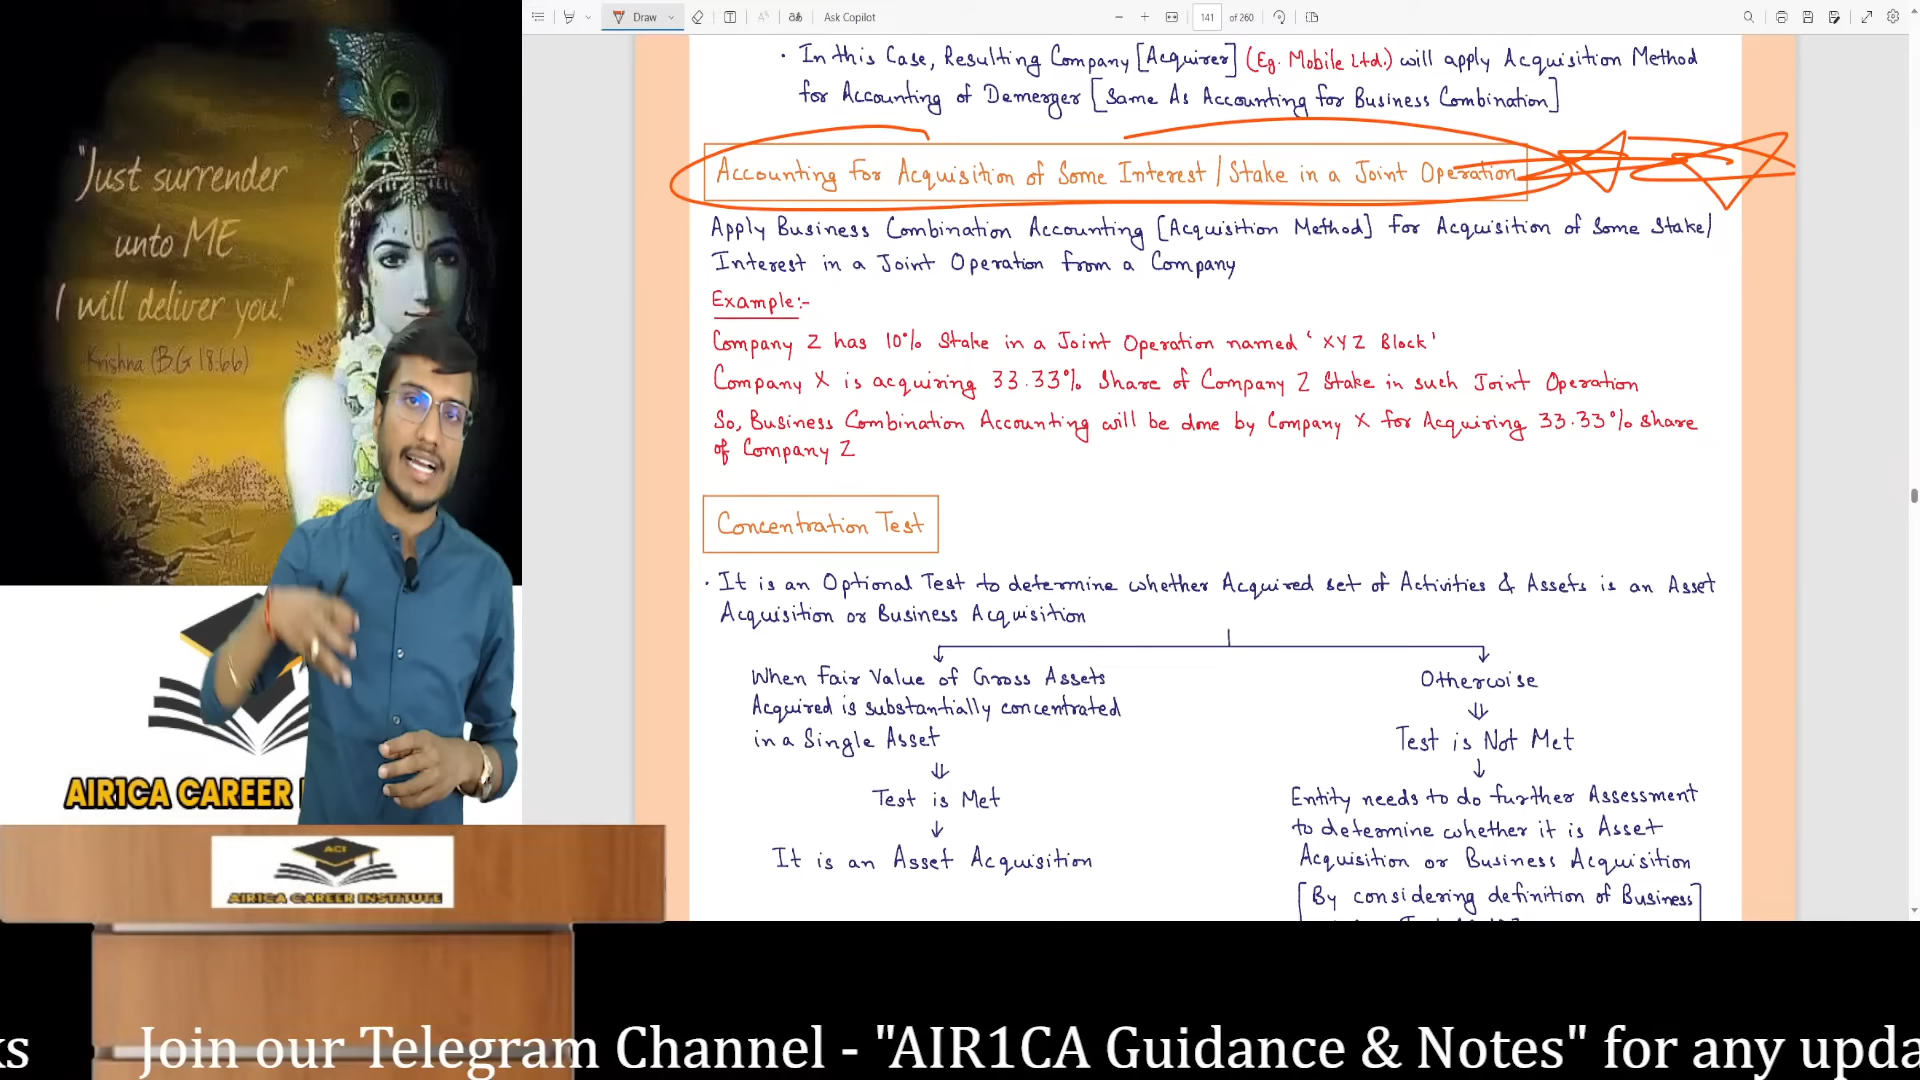 "Just surrender
unto ME
I will deliver you!"
Krishna (B.G 18:66)
AIR1CA CAREER
ACI
AIR1CA CAREER INSTITUTE
Draw
Ask Copilot
141 of 260
• In this Case, Resulting Company [Acquirer] (Eg. Mobile Ltd.) will apply Acquisition Method
for Accounting of Demerger [Same As Accounting for Business Combination]
Accounting for Acquisition of Some Interest / Stake in a Joint Operation
Apply Business Combination Accounting [Acquisition Method] for Acquisition of Some Stake/
Interest in a Joint Operation from a Company
Example:-
Company Z has 10% Stake in a Joint Operation named 'XYZ Block'
Company X is acquiring 33.33% Share of Company Z Stake in such Joint Operation
So, Business Combination Accounting will be done by Company X for Acquiring 33.33% share
of Company Z
Concentration Test
• It is an Optional Test to determine whether Acquired set of Activities & Assets is an Asset
Acquisition or Business Acquisition
When Fair Value of Gross Assets
Acquired is substantially concentrated
in a Single Asset
Test is Met
It is an Asset Acquisition
Otherwise
Test is Not Met
Entity needs to do further Assessment
to determine whether it is Asset
Acquisition or Business Acquisition
[By considering definition of Business]
ks Join our Telegram Channel - "AIR1CA Guidance & Notes" for any upda